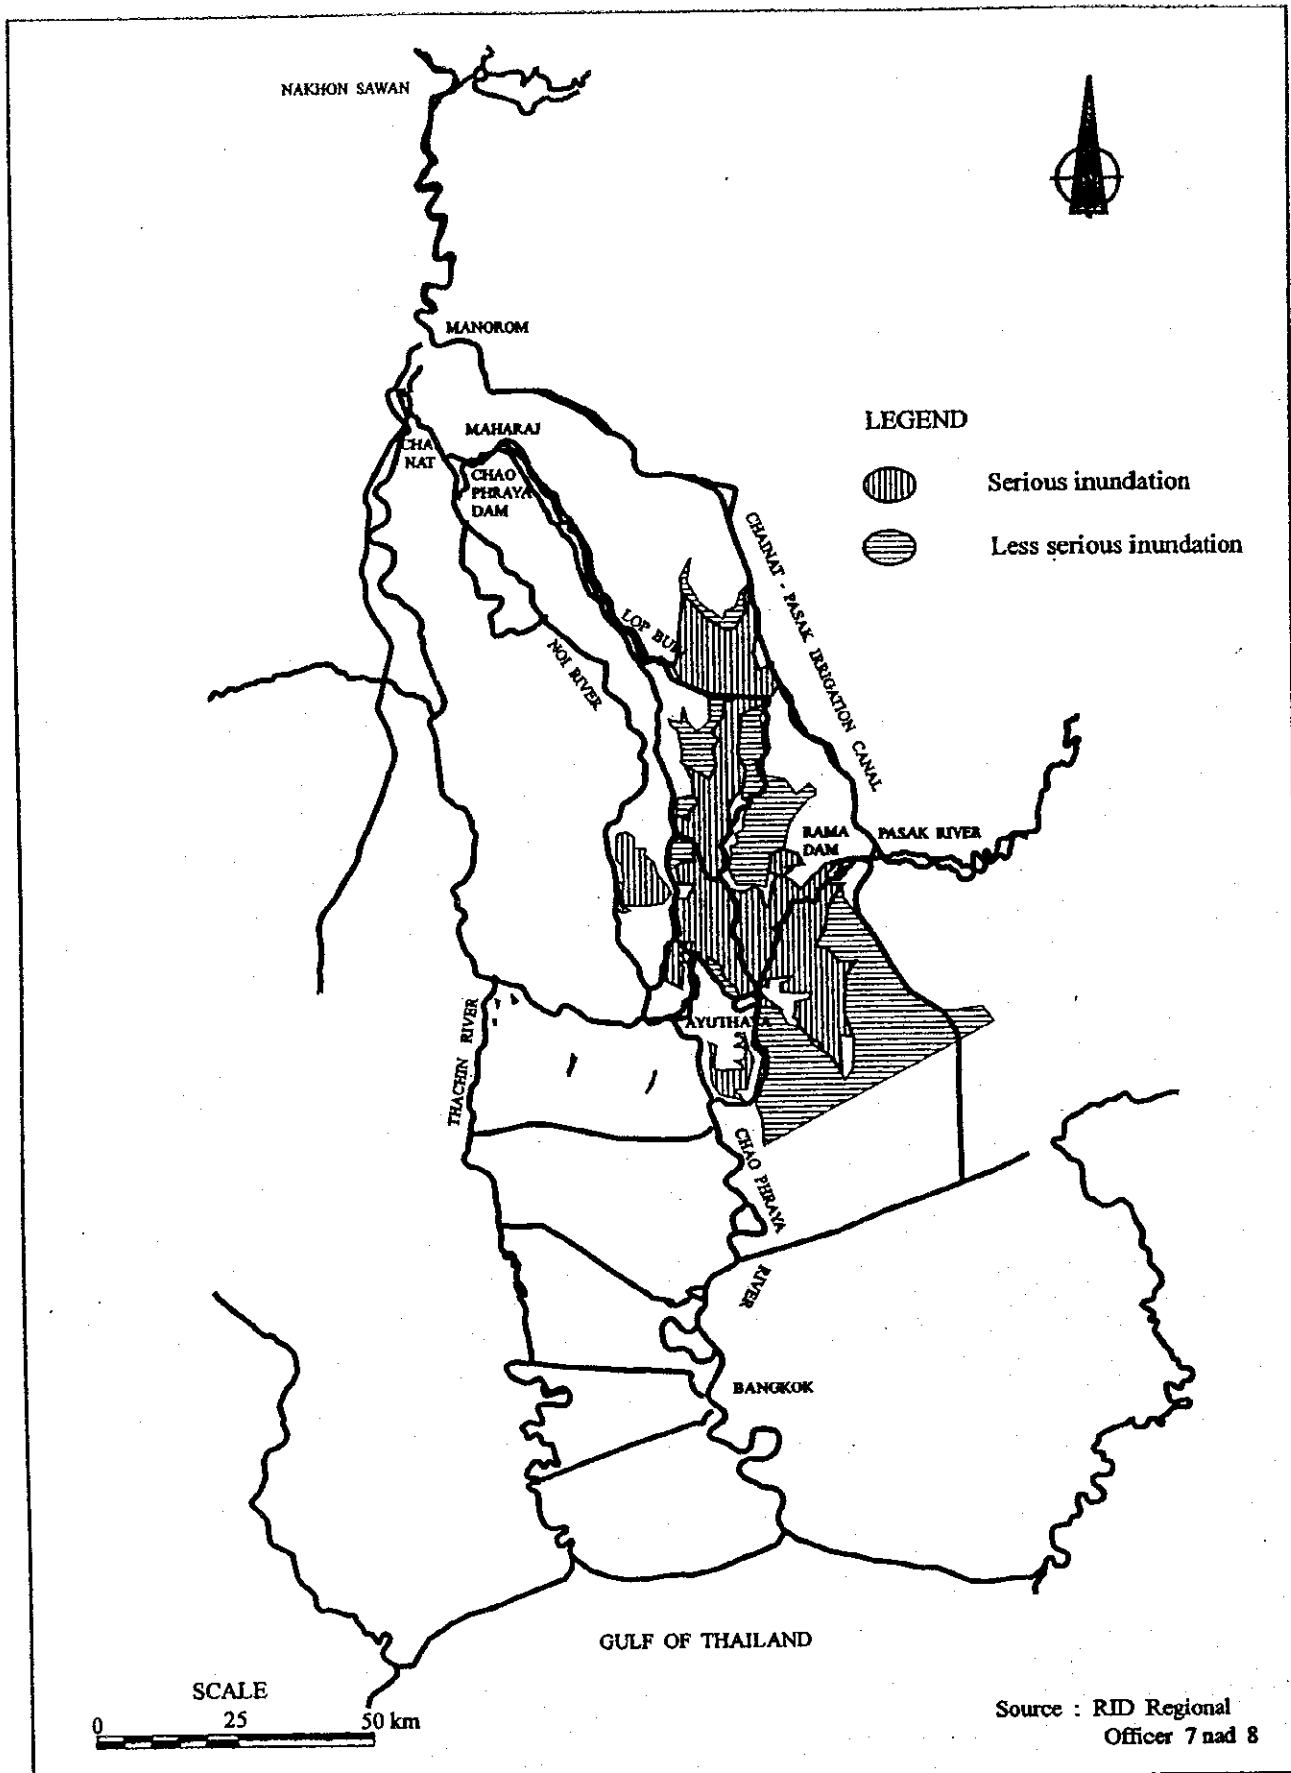 NAKHON SAWAN
MANOROM
MAHARAJ
CHA
NAT
CHAO
PHRAYA
DAM
LEGEND
Serious inundation
Less serious inundation
CHAINAT - PASAK IRRIGATION CANAL
LOP BURI
NOI RIVER
RAMA
DAM
PASAK RIVER
THACHIN RIVER
AYUTHAYA
CHAO PHRAYA
RIVER
BANGKOK
GULF OF THAILAND
SCALE
0 25 50 km
Source : RID Regional
Officer 7 nad 8